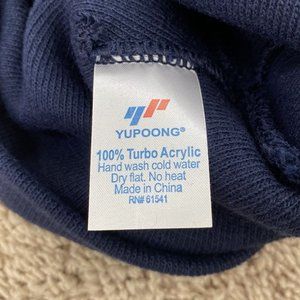 YUPOONG®
100% Turbo Acrylic
Hand wash cold water
Dry flat. No heat
Made in China
RN# 61541